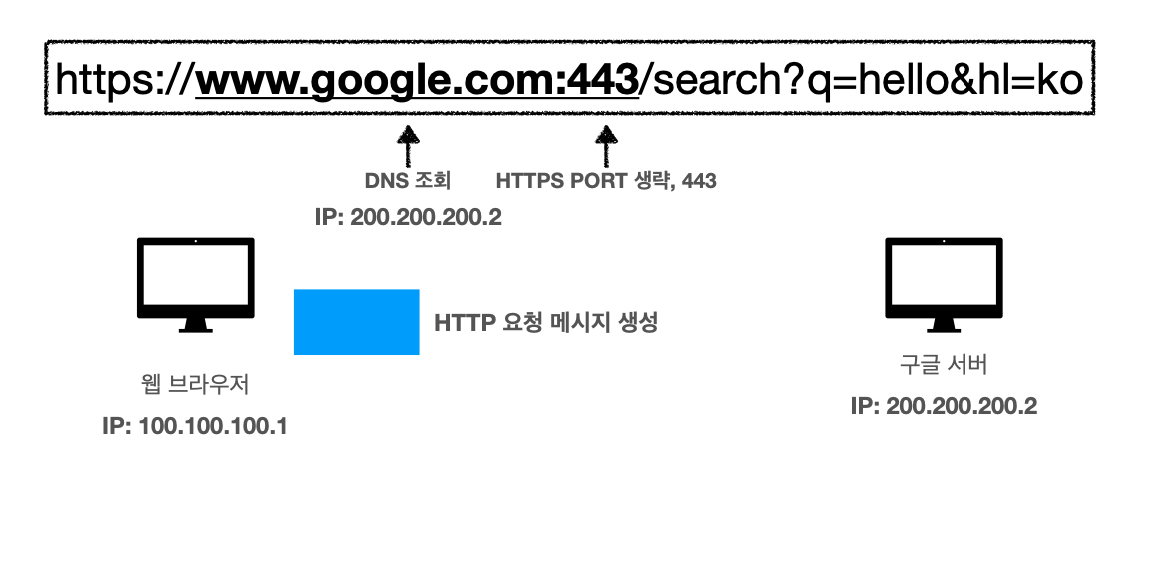 https://www.google.com:443/search?q=hello&hl=ko
DNS 조회
HTTPS PORT 생략, 443
IP: 200.200.200.2
HTTP 요청 메시지 생성
웹 브라우저
IP: 100.100.100.1
구글 서버
IP: 200.200.200.2